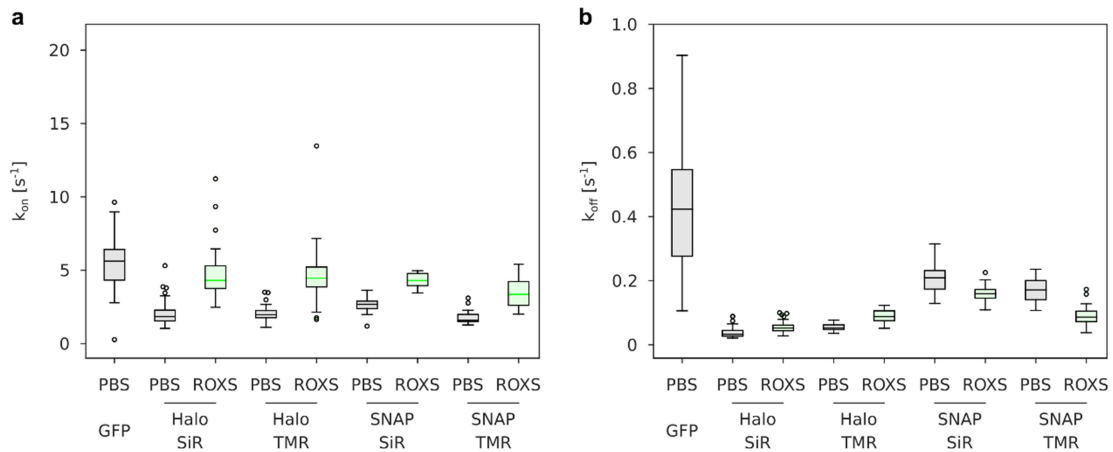 a
20
15
10
5
0
kon [s-1]
PBS PBS ROXS PBS ROXS PBS ROXS PBS ROXS
GFP Halo SiR Halo TMR SNAP SiR SNAP TMR
b
1.0
0.8
0.6
0.4
0.2
0
koff [s-1]
PBS PBS ROXS PBS ROXS PBS ROXS PBS ROXS
GFP Halo SiR Halo TMR SNAP SiR SNAP TMR